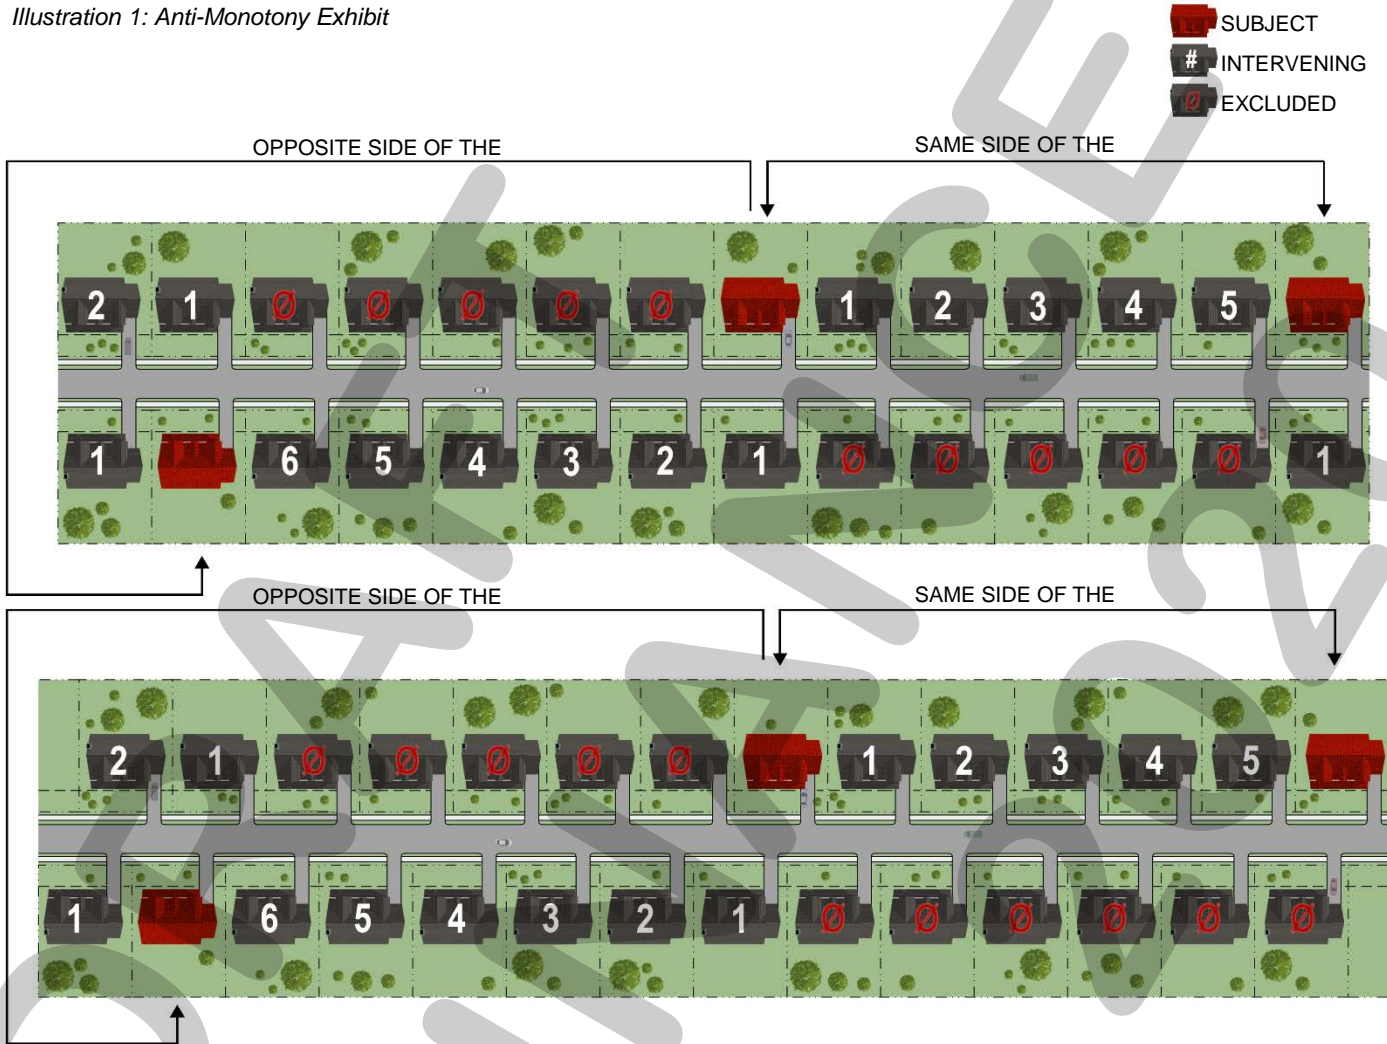 Illustration 1: Anti-Monotony Exhibit
SUBJECT
# INTERVENING
Ø EXCLUDED
OPPOSITE SIDE OF THE
SAME SIDE OF THE
2 1 Ø Ø Ø Ø Ø 1 2 3 4 5
1 6 5 4 3 2 1 Ø Ø Ø Ø Ø 1
OPPOSITE SIDE OF THE
SAME SIDE OF THE
2 1 Ø Ø Ø Ø Ø 1 2 3 4 5
1 6 5 4 3 2 1 Ø Ø Ø Ø Ø Ø
DRAFT